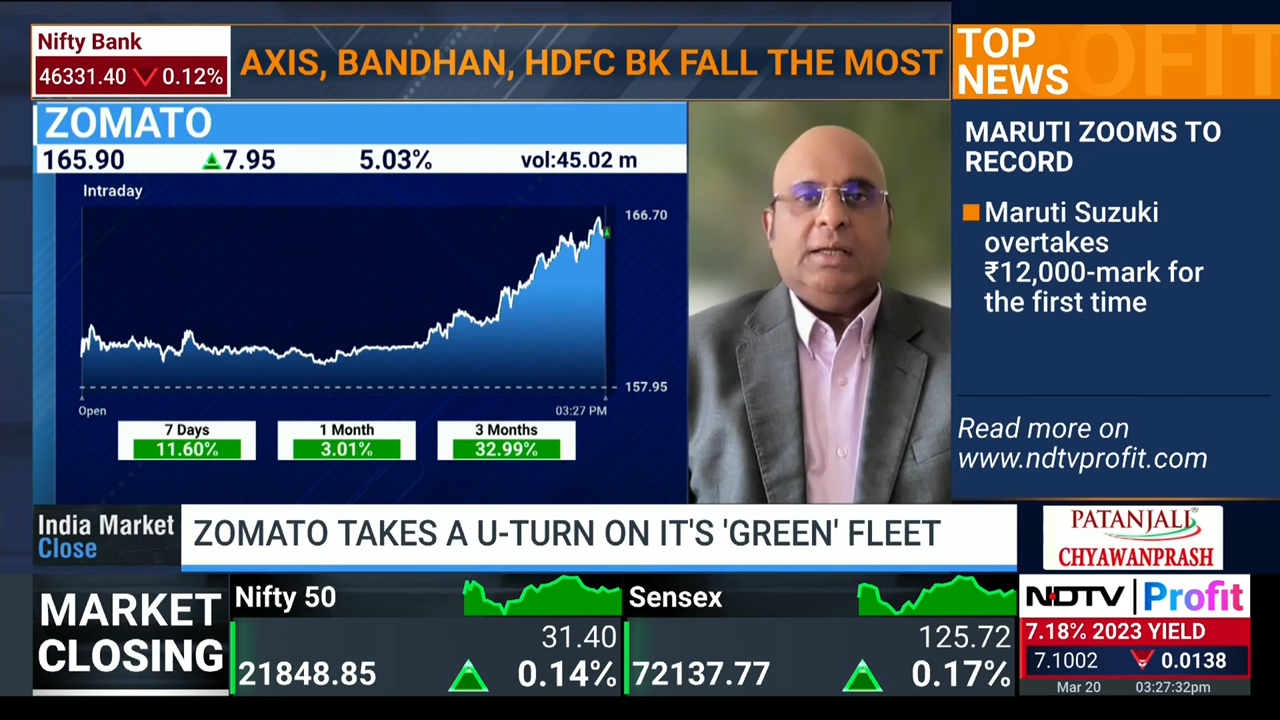 Nifty Bank
46331.40 0.12%
AXIS, BANDHAN, HDFC BK FALL THE MOST
TOP
NEWS
PROFIT
ZOMATO
165.90 7.95 5.03% vol:45.02 m
Intraday
166.70
157.95
Open 03:27 PM
7 Days
11.60%
1 Month
3.01%
3 Months
32.99%
MARUTI ZOOMS TO
RECORD
Maruti Suzuki
overtakes
₹12,000-mark for
the first time
Read more on
www.ndtvprofit.com
India Market
Close
ZOMATO TAKES A U-TURN ON IT'S 'GREEN' FLEET
PATANJALI
CHYAWANPRASH
MARKET
CLOSING
Nifty 50
31.40
21848.85 0.14%
Sensex
125.72
72137.77 0.17%
NDTV Profit
7.18% 2023 YIELD
7.1002 0.0138
Mar 20 03:27:32pm